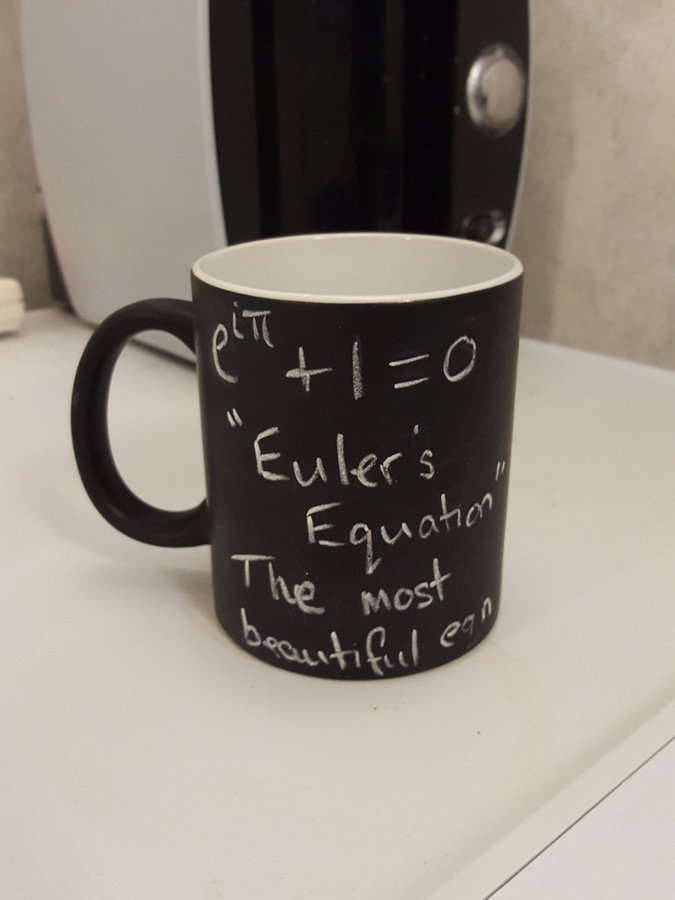 e^{iπ} + 1 = 0
"Euler's
Equation"
The most
beautiful eqn